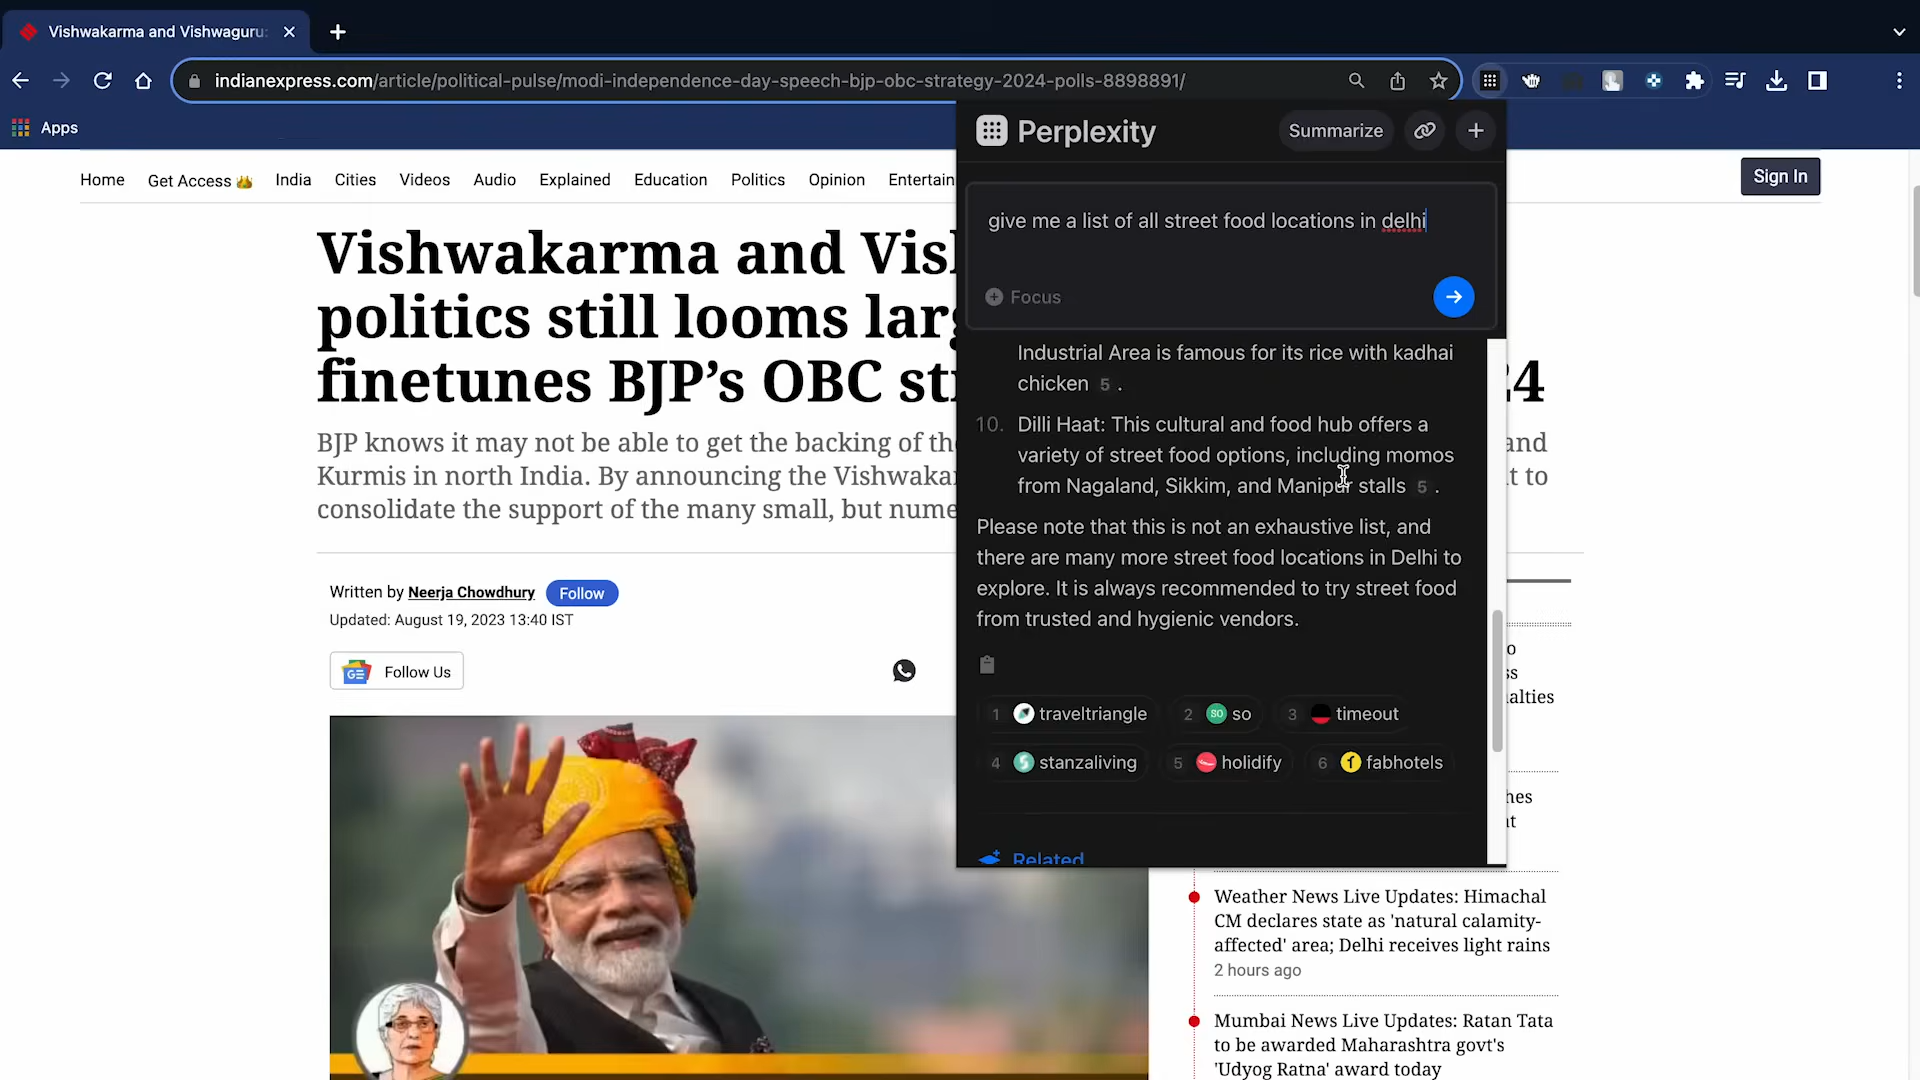 Vishwakarma and Vishwaguru:
indianexpress.com/article/political-pulse/modi-independence-day-speech-bjp-obc-strategy-2024-polls-8898891/
Apps
Perplexity
Summarize
Home Get Access India Cities Videos Audio Explained Education Politics Opinion Entertain
Sign In
give me a list of all street food locations in delhi
Focus
Vishwakarma and Vis
politics still looms larg
finetunes BJP’s OBC st
24
BJP knows it may not be able to get the backing of th
and
Kurmis in north India. By announcing the Vishwakar
t to
consolidate the support of the many small, but nume
Written by Neerja Chowdhury
Follow
Updated: August 19, 2023 13:40 IST
GE Follow Us
Industrial Area is famous for its rice with kadhai
chicken 5 .
10. Dilli Haat: This cultural and food hub offers a
variety of street food options, including momos
from Nagaland, Sikkim, and Manipur stalls 5 .
Please note that this is not an exhaustive list, and
there are many more street food locations in Delhi to
explore. It is always recommended to try street food
from trusted and hygienic vendors.
1 traveltriangle 2 SO so 3 timeout
4 stanzaliving 5 holidify 6 fabhotels
Related
o
ss
alties
hes
at
Weather News Live Updates: Himachal
CM declares state as 'natural calamity-
affected' area; Delhi receives light rains
2 hours ago
Mumbai News Live Updates: Ratan Tata
to be awarded Maharashtra govt's
'Udyog Ratna' award today